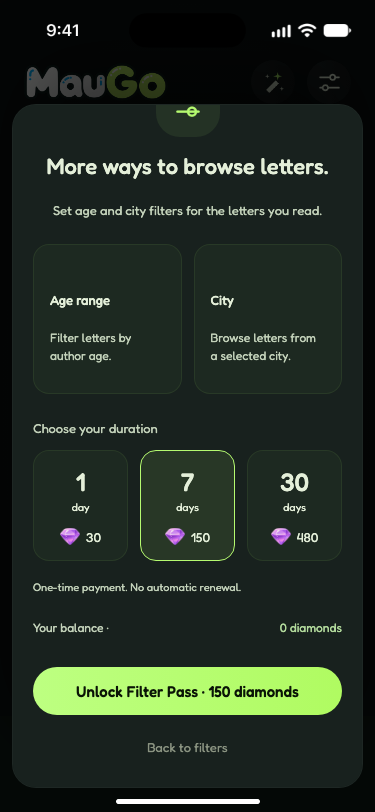 9:41
MauGo
More ways to browse letters.
Set age and city filters for the letters you read.
Age range
Filter letters by
author age.
City
Browse letters from
a selected city.
Choose your duration
1
day
30
7
days
150
30
days
480
One-time payment. No automatic renewal.
Your balance ·
0 diamonds
Unlock Filter Pass · 150 diamonds
Back to filters